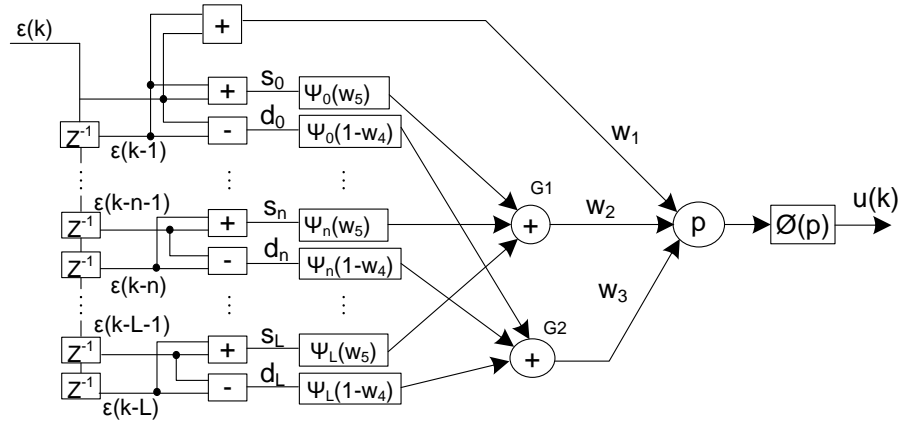 ε(k)
+
+
s₀
Ψ₀(w₅)
-
d₀
Ψ₀(1-w₄)
Z⁻¹
ε(k-1)
w₁
⋮ ⋮ ⋮
ε(k-n-1)
Z⁻¹
+
sₙ
Ψₙ(w₅)
G1
+
w₂
p
Ø(p)
u(k)
Z⁻¹
ε(k-n)
-
dₙ
Ψₙ(1-w₄)
w₃
⋮ ⋮ ⋮
ε(k-L-1)
Z⁻¹
+
s_L
Ψ_L(w₅)
G2
+
Z⁻¹
ε(k-L)
-
d_L
Ψ_L(1-w₄)